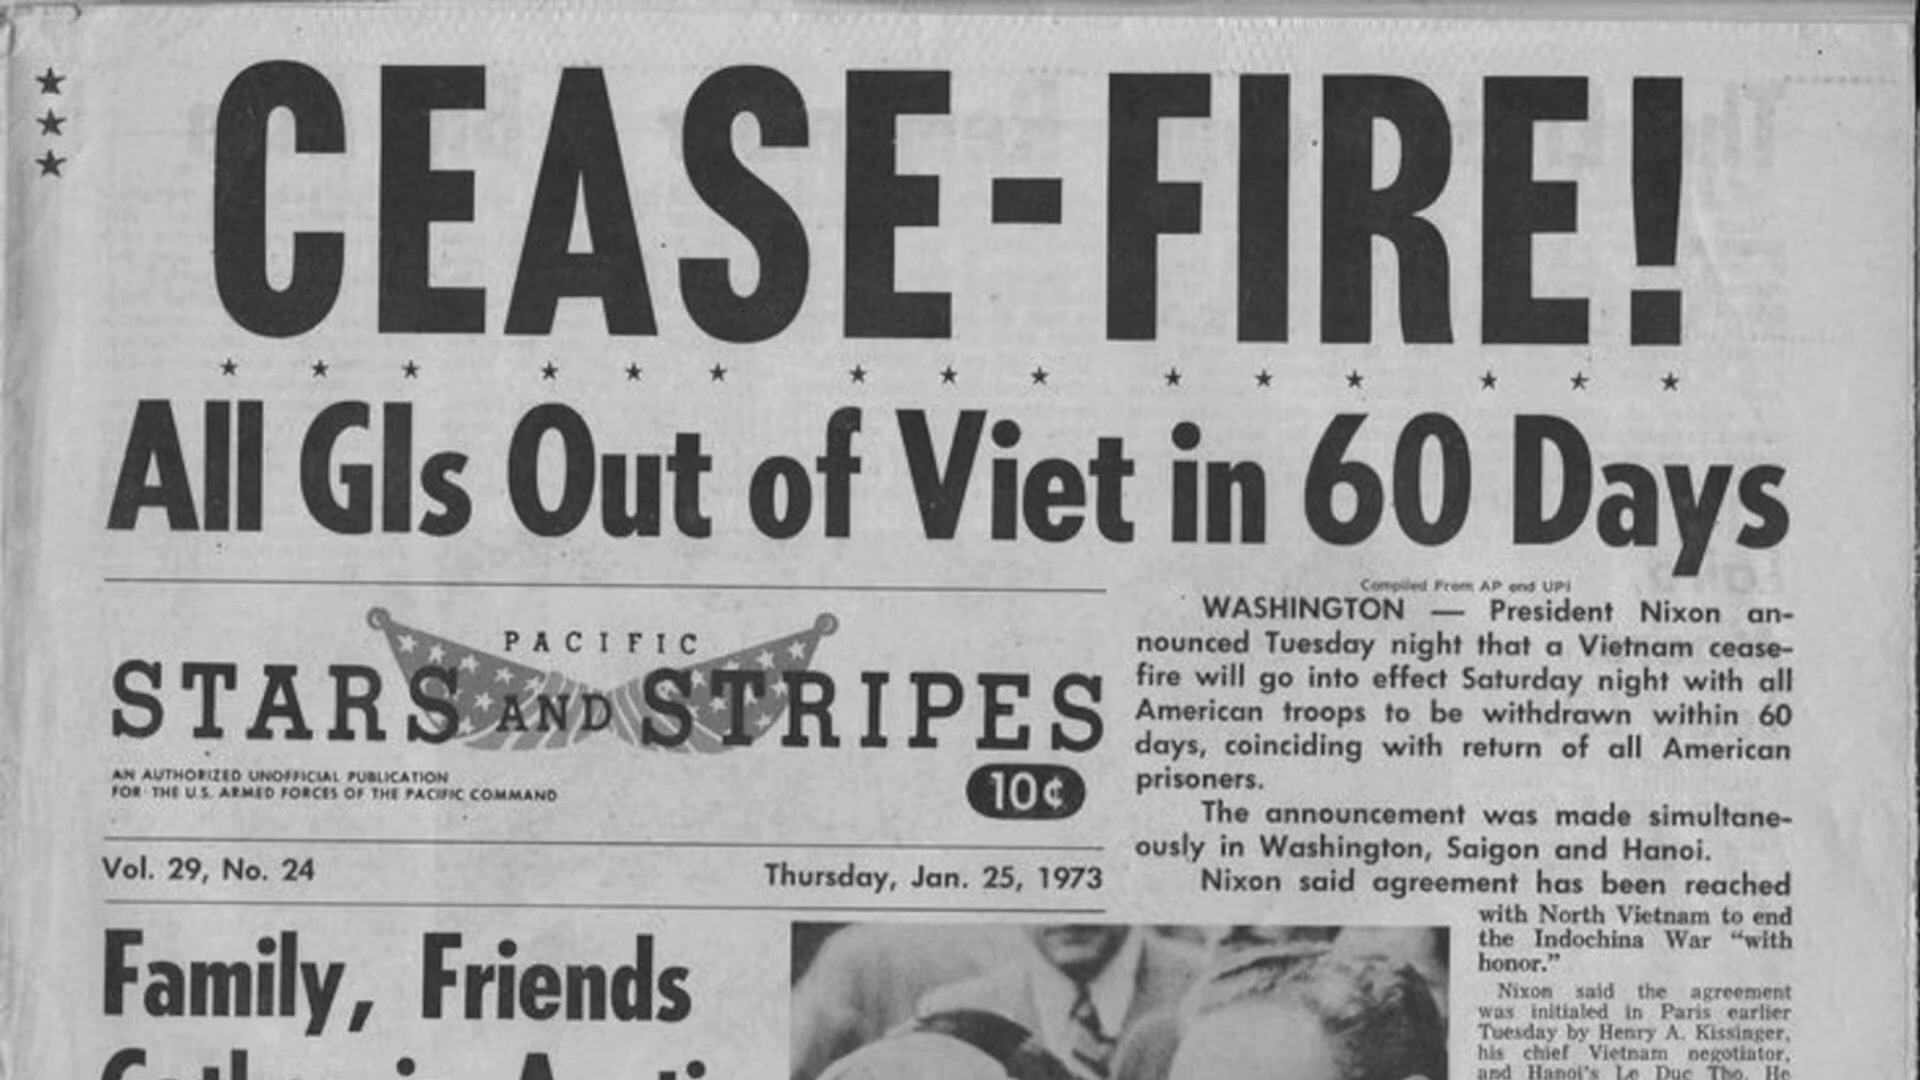 CEASE-FIRE!
All GIs Out of Viet in 60 Days
PACIFIC
STARS AND STRIPES
AN AUTHORIZED UNOFFICIAL PUBLICATION
FOR THE U.S. ARMED FORCES OF THE PACIFIC COMMAND
10¢
Vol. 29, No. 24
Thursday, Jan. 25, 1973
Compiled From AP and UPI
WASHINGTON — President Nixon an-
nounced Tuesday night that a Vietnam cease-
fire will go into effect Saturday night with all
American troops to be withdrawn within 60
days, coinciding with return of all American
prisoners.
The announcement was made simultane-
ously in Washington, Saigon and Hanoi.
Nixon said agreement has been reached
with North Vietnam to end
the Indochina War “with
honor.”
Nixon said the agreement
was initialed in Paris earlier
Tuesday by Henry A. Kissinger,
his chief Vietnam negotiator,
and Hanoi's Le Duc Tho. He
Family, Friends